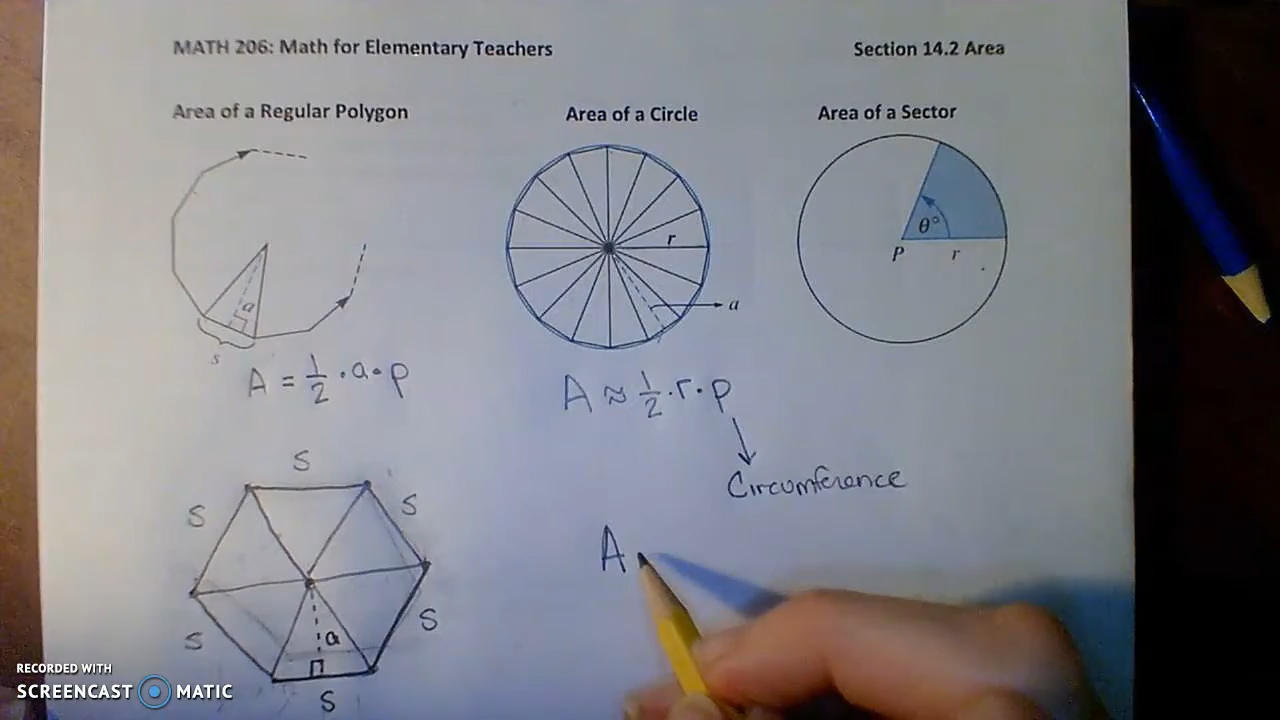 MATH 206: Math for Elementary Teachers
Section 14.2 Area
Area of a Regular Polygon
Area of a Circle
Area of a Sector
r
θ°
P
r
a
a
s
A = 1/2 · a · p
A ≈ 1/2 · r · p
Circumference
S
S
S
A
S
S
a
S
RECORDED WITH
SCREENCAST MATIC